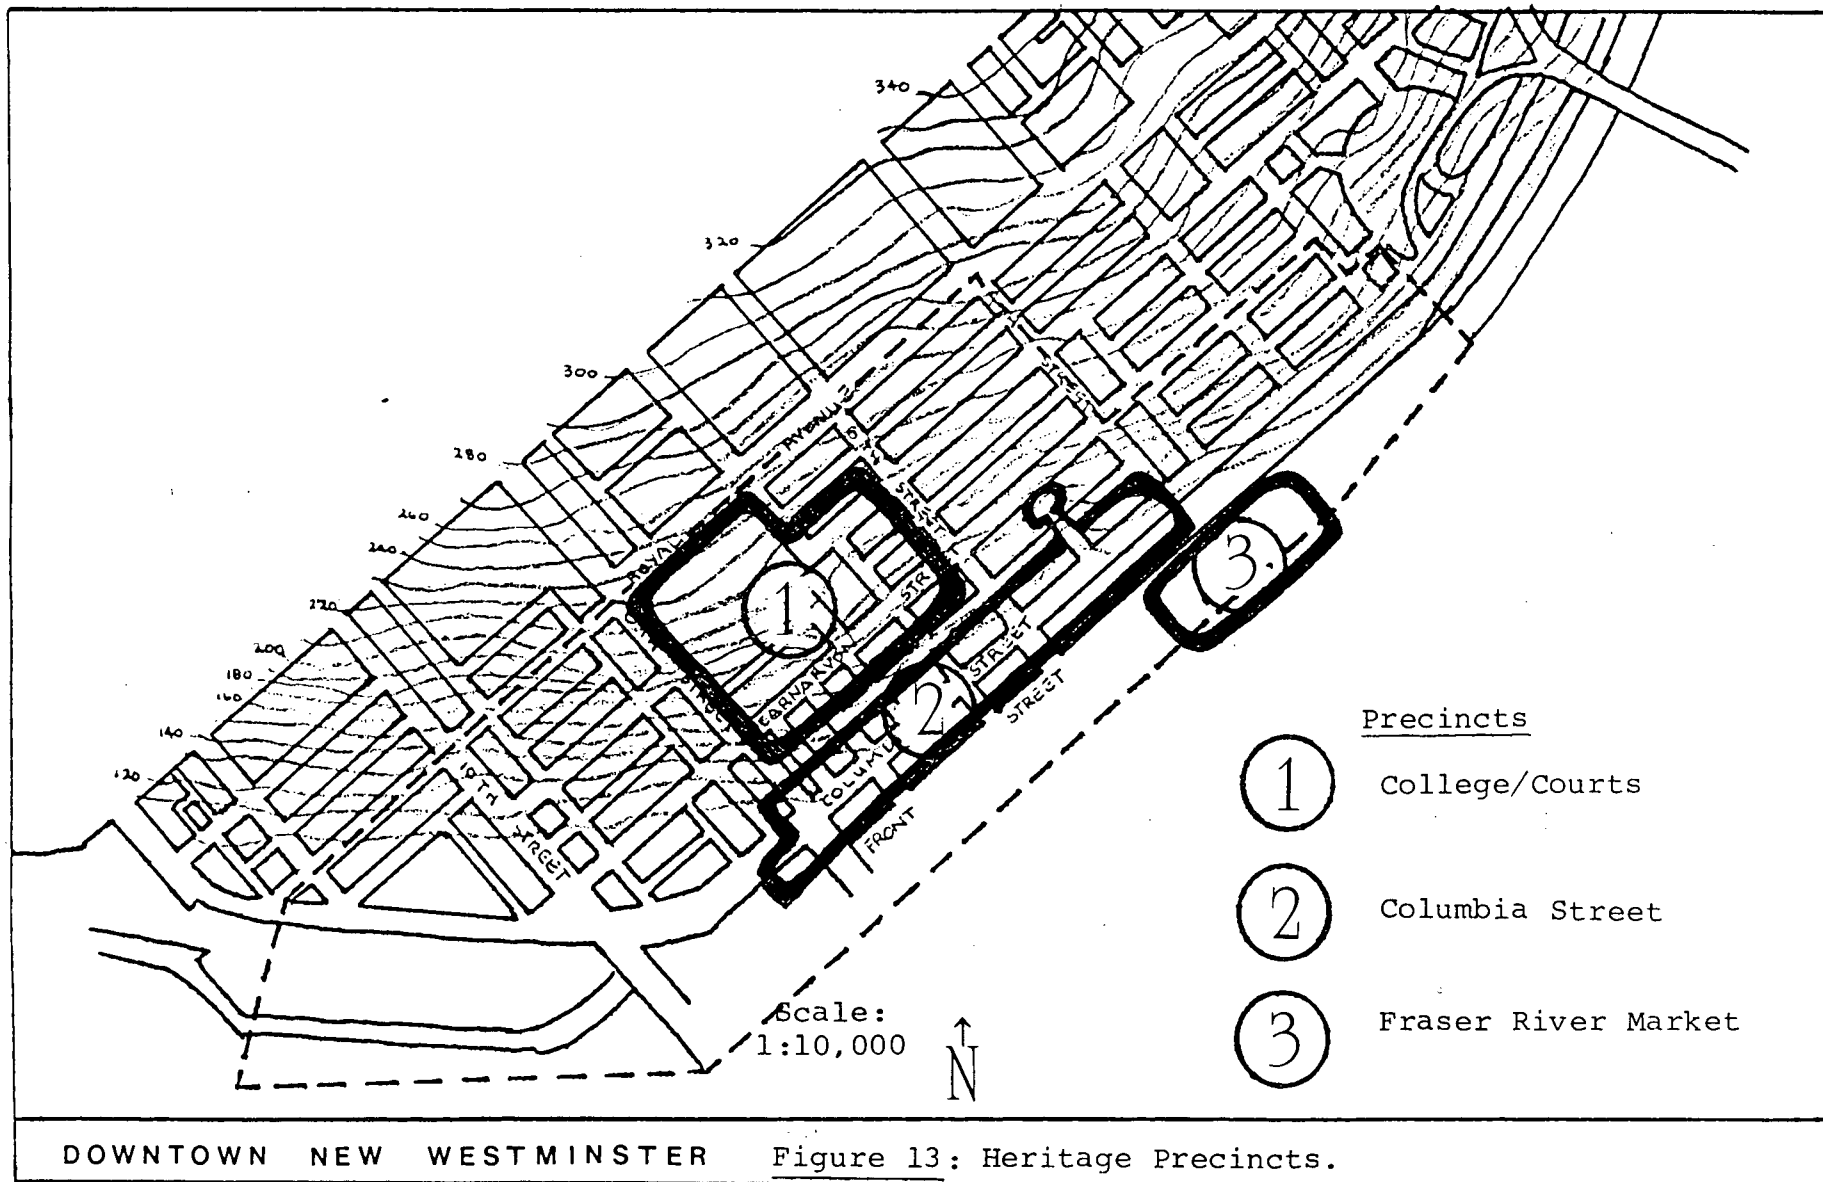 340
320
300
280
260
240
220
200
180
160
140
120
ROYAL
AVENUE
6
STREET
STREET
STREET
CARNARVON
STR
COLUMBIA
STREET
FRONT
STREET
10TH
STREET
1
2
3
Precincts
1 College/Courts
2 Columbia Street
3 Fraser River Market
Scale:
1:10,000
N
DOWNTOWN NEW WESTMINSTER Figure 13: Heritage Precincts.